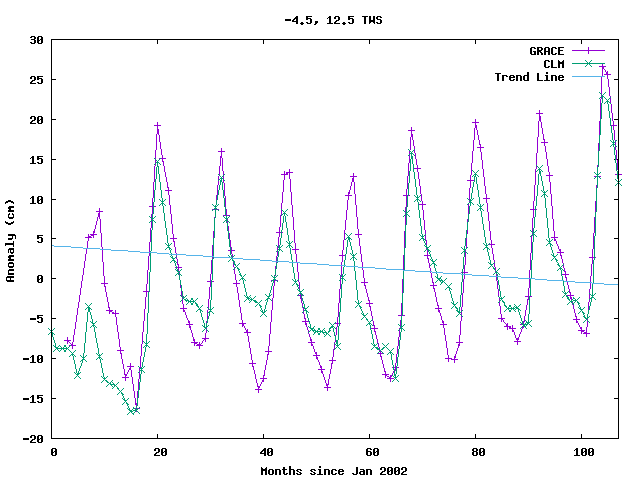 -4.5, 12.5 TWS
GRACE
CLM
Trend Line
30
25
20
15
10
5
0
-5
-10
-15
-20
Anomaly (cm)
0 20 40 60 80 100
Months since Jan 2002